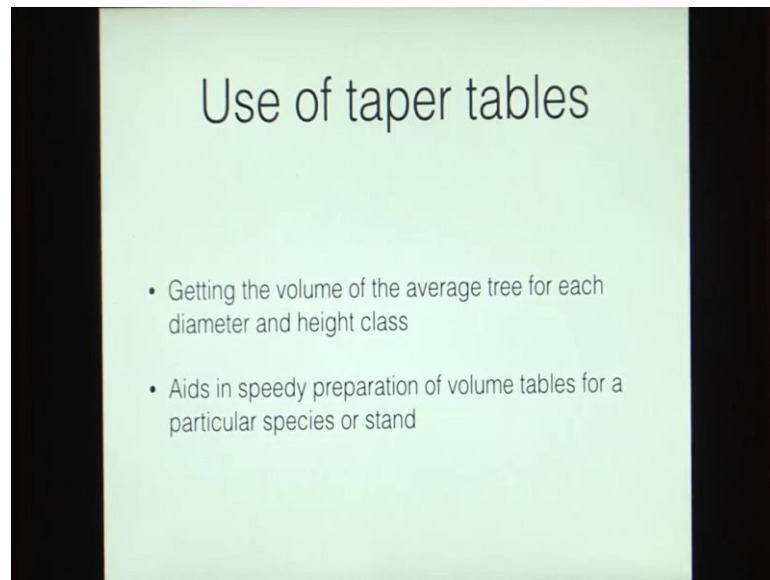 Use of taper tables
• Getting the volume of the average tree for each
diameter and height class
• Aids in speedy preparation of volume tables for a
particular species or stand